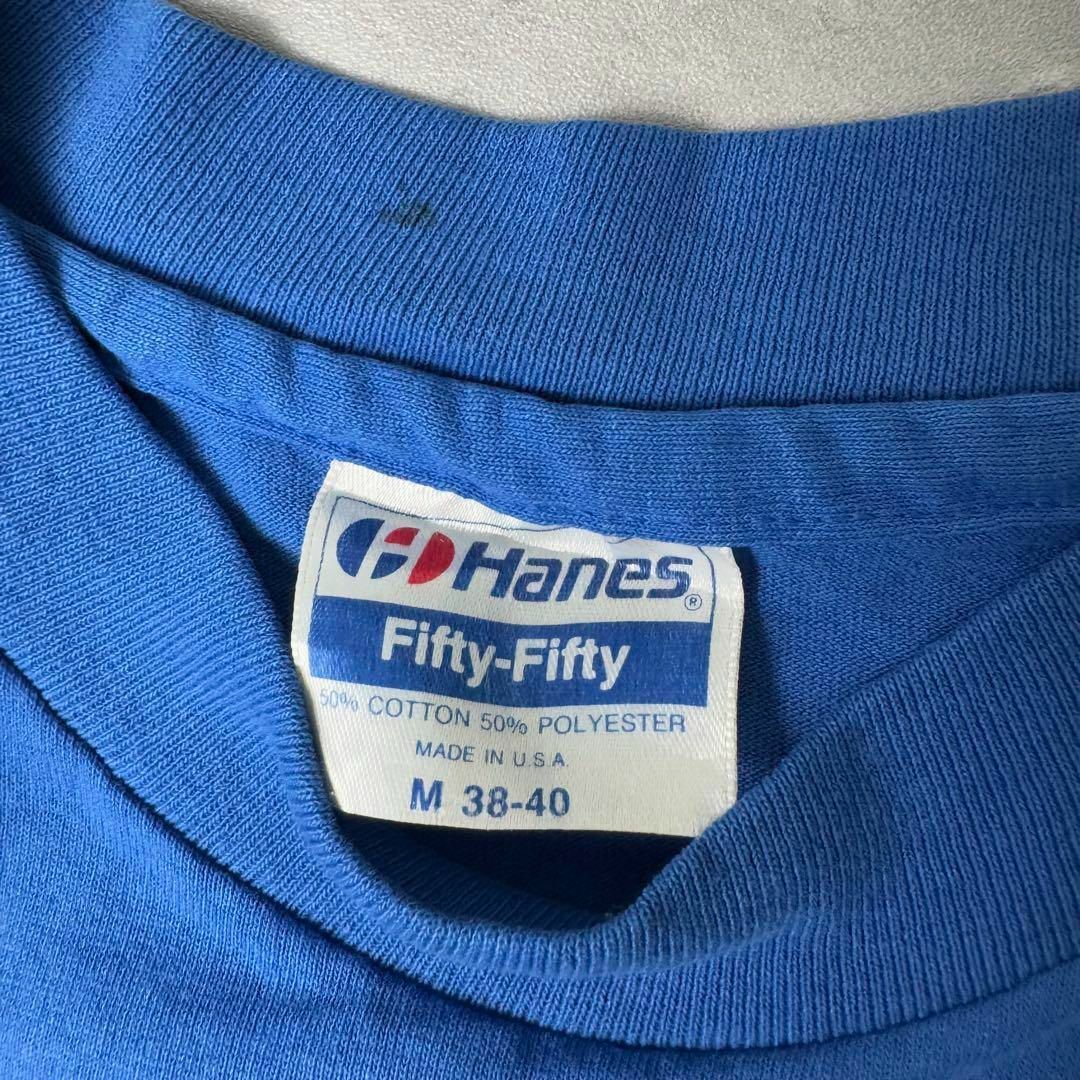 Hanes®
Fifty-Fifty
50% COTTON 50% POLYESTER
MADE IN U.S.A.
M 38-40